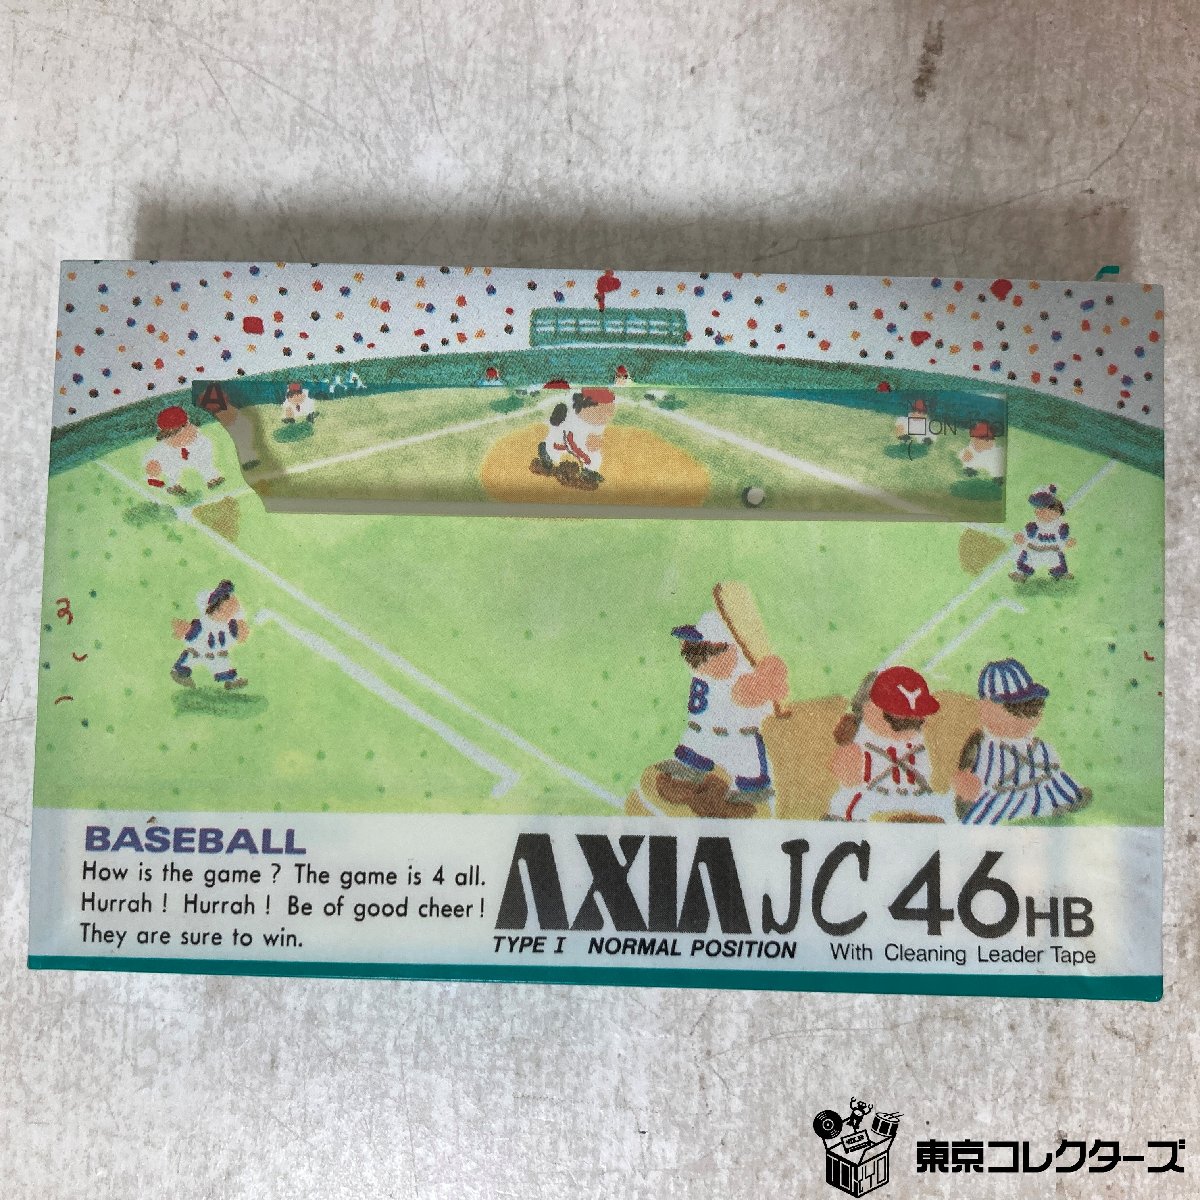 A
□ON
B
Y
BASEBALL
How is the game ? The game is 4 all.
Hurrah ! Hurrah ! Be of good cheer !
They are sure to win.
AXIA JC 46HB
TYPE I NORMAL POSITION With Cleaning Leader Tape
東京コレクターズ
TOKYO